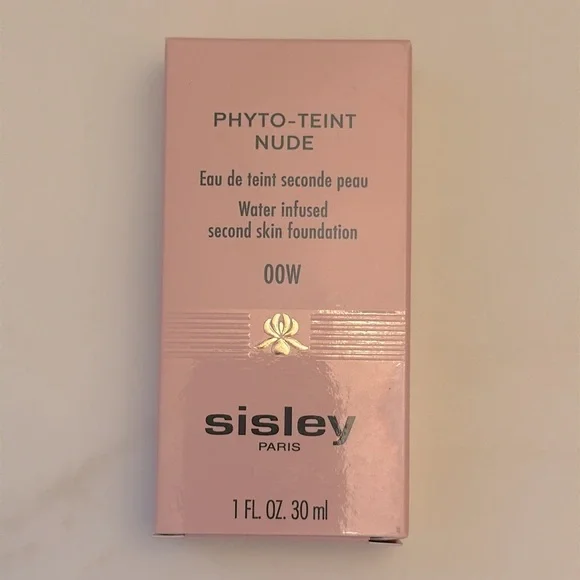 PHYTO-TEINT
NUDE
Eau de teint seconde peau
Water infused
second skin foundation
00W
sisley
PARIS
1 FL. OZ. 30 ml